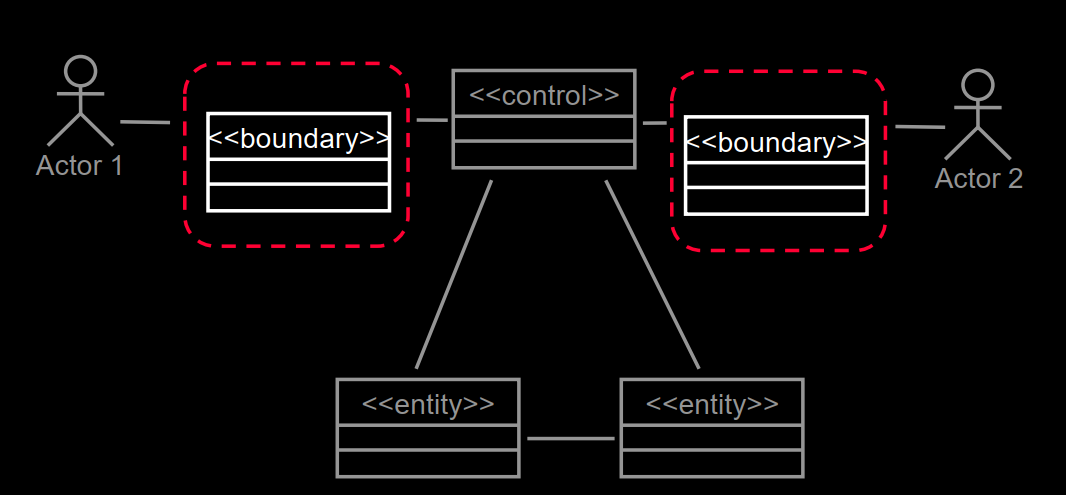 <<control>>
<<boundary>>
<<boundary>>
Actor 1
Actor 2
<<entity>>
<<entity>>